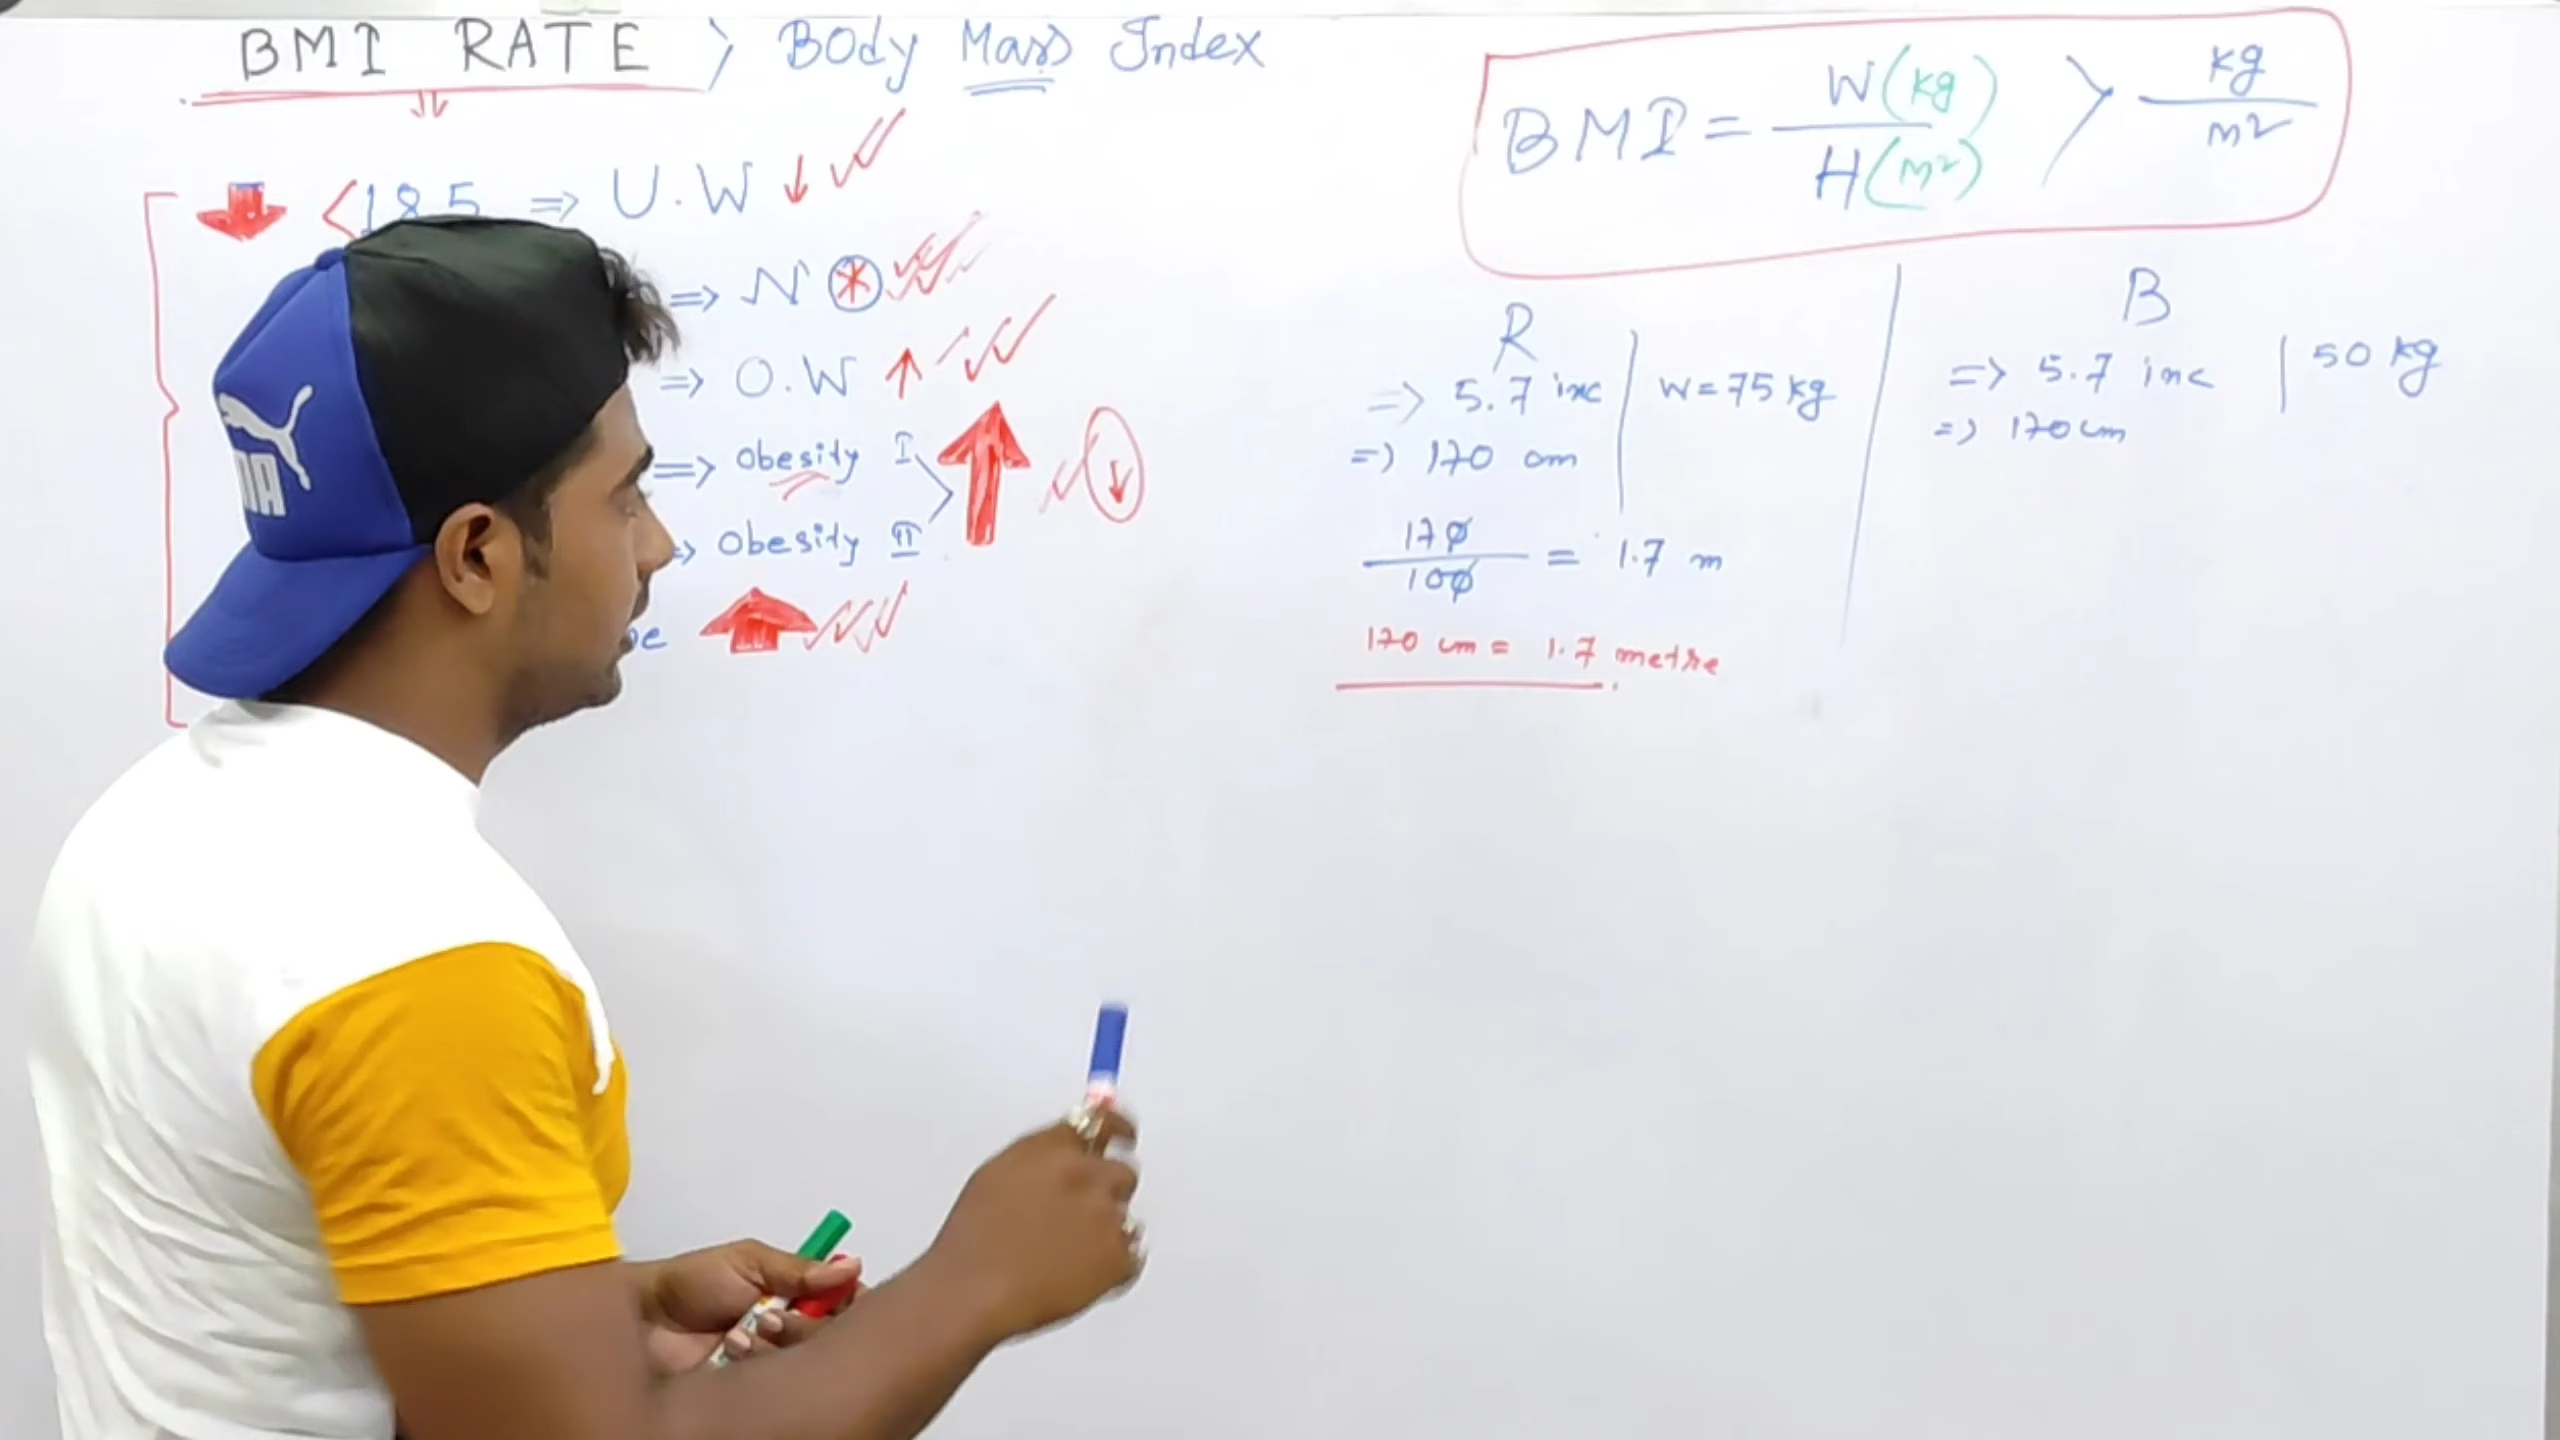 BMI RATE > Body Mass Index
<18.5 => U.W ↓
=> N *
=> O.W ↑
=> Obesity I
=> Obesity II
BMI = W(kg) / H(m²) > kg / m²
R
=> 5.7 inc | W = 75 kg
=> 170 cm
170 / 100 = 1.7 m
170 cm = 1.7 metre
B
=> 5.7 inc | 50 kg
=> 170 cm